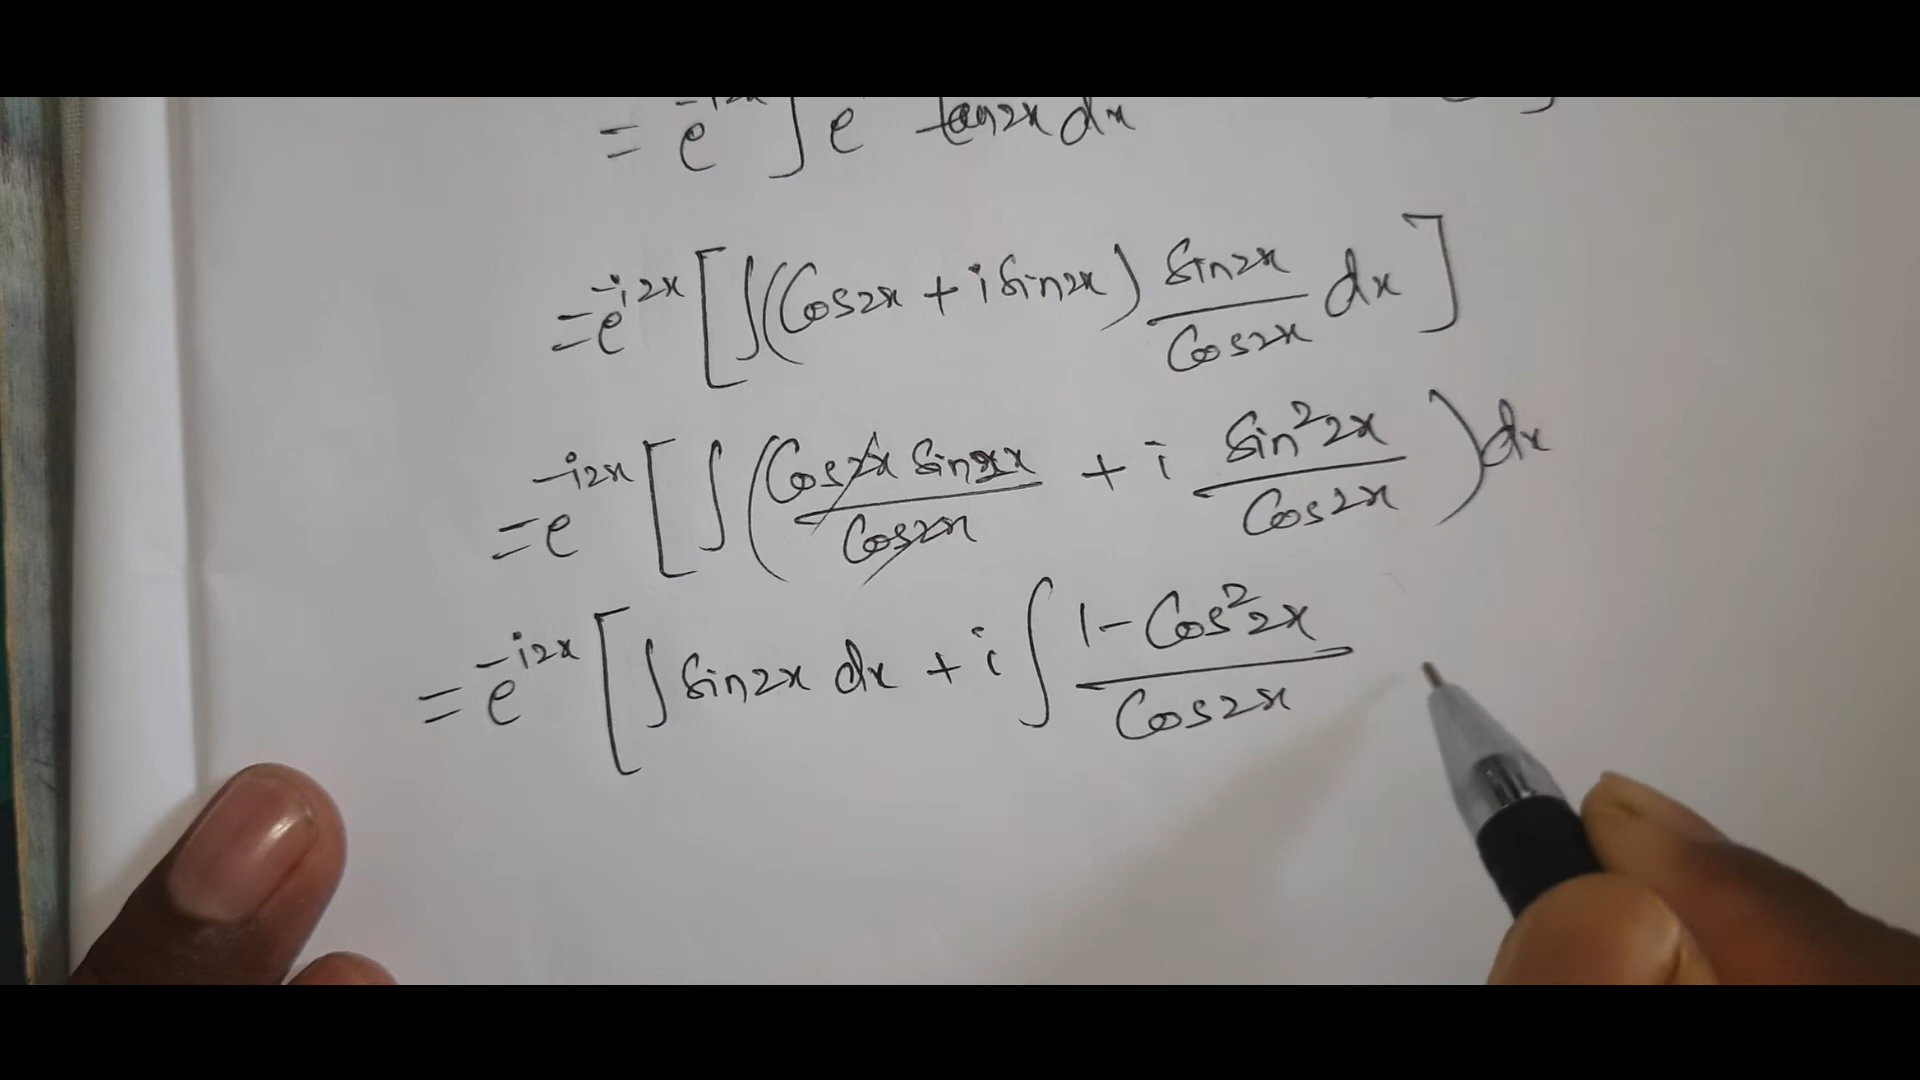 = e^{-i2x} ∫ e tan2x dx
= e^{-i2x} [ ∫ (Cos2x + i Sin2x) Sin2x/Cos2x dx ]
= e^{-i2x} [ ∫ ( Cos2x Sin2x/Cos2x + i Sin²2x/Cos2x ) dx
= e^{-i2x} [ ∫ Sin2x dx + i ∫ 1-Cos²2x/Cos2x